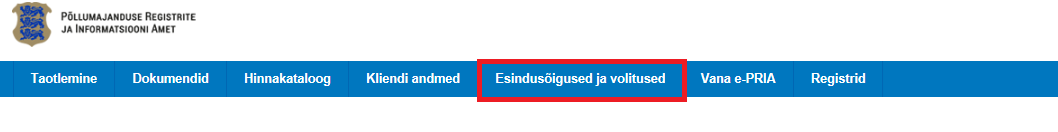 PÕLLUMAJANDUSE REGISTRITE
JA INFORMATSIOONI AMET
Taotlemine Dokumendid Hinnakataloog Kliendi andmed Esindusõigused ja volitused Vana e-PRIA Registrid